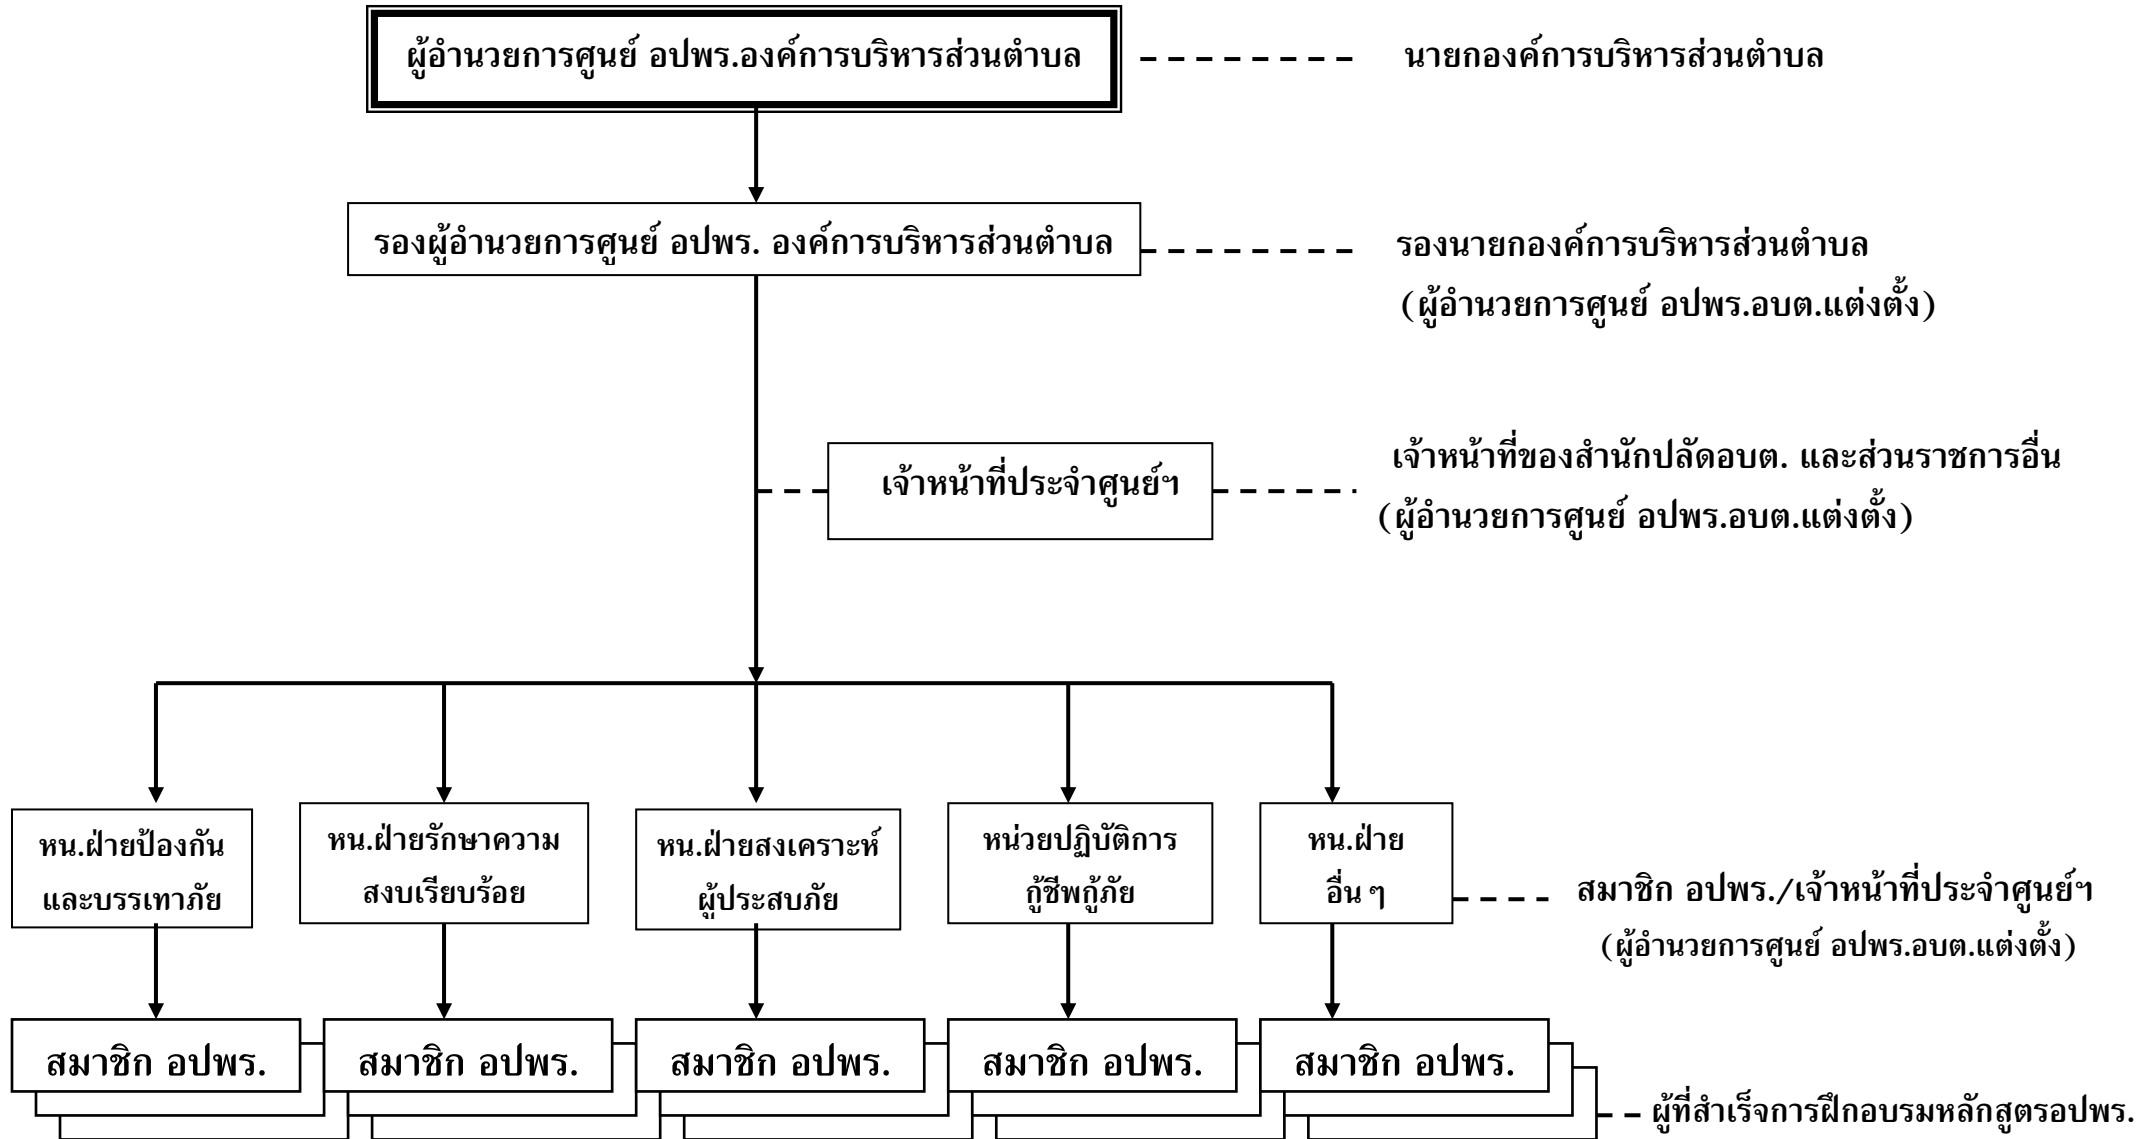 ผู้อำนวยการศูนย์ อปพร.องค์การบริหารส่วนตำบล
นายกองค์การบริหารส่วนตำบล
รองผู้อำนวยการศูนย์ อปพร. องค์การบริหารส่วนตำบล
รองนายกองค์การบริหารส่วนตำบล
(ผู้อำนวยการศูนย์ อปพร.อบต.แต่งตั้ง)
เจ้าหน้าที่ประจำศูนย์ฯ
เจ้าหน้าที่ของสำนักปลัดอบต. และส่วนราชการอื่น
(ผู้อำนวยการศูนย์ อปพร.อบต.แต่งตั้ง)
หน.ฝ่ายป้องกัน
และบรรเทาภัย
หน.ฝ่ายรักษาความ
สงบเรียบร้อย
หน.ฝ่ายสงเคราะห์
ผู้ประสบภัย
หน่วยปฏิบัติการ
กู้ชีพกู้ภัย
หน.ฝ่าย
อื่น ๆ
สมาชิก อปพร./เจ้าหน้าที่ประจำศูนย์ฯ
(ผู้อำนวยการศูนย์ อปพร.อบต.แต่งตั้ง)
สมาชิก อปพร.
สมาชิก อปพร.
สมาชิก อปพร.
สมาชิก อปพร.
สมาชิก อปพร.
ผู้ที่สำเร็จการฝึกอบรมหลักสูตรอปพร.